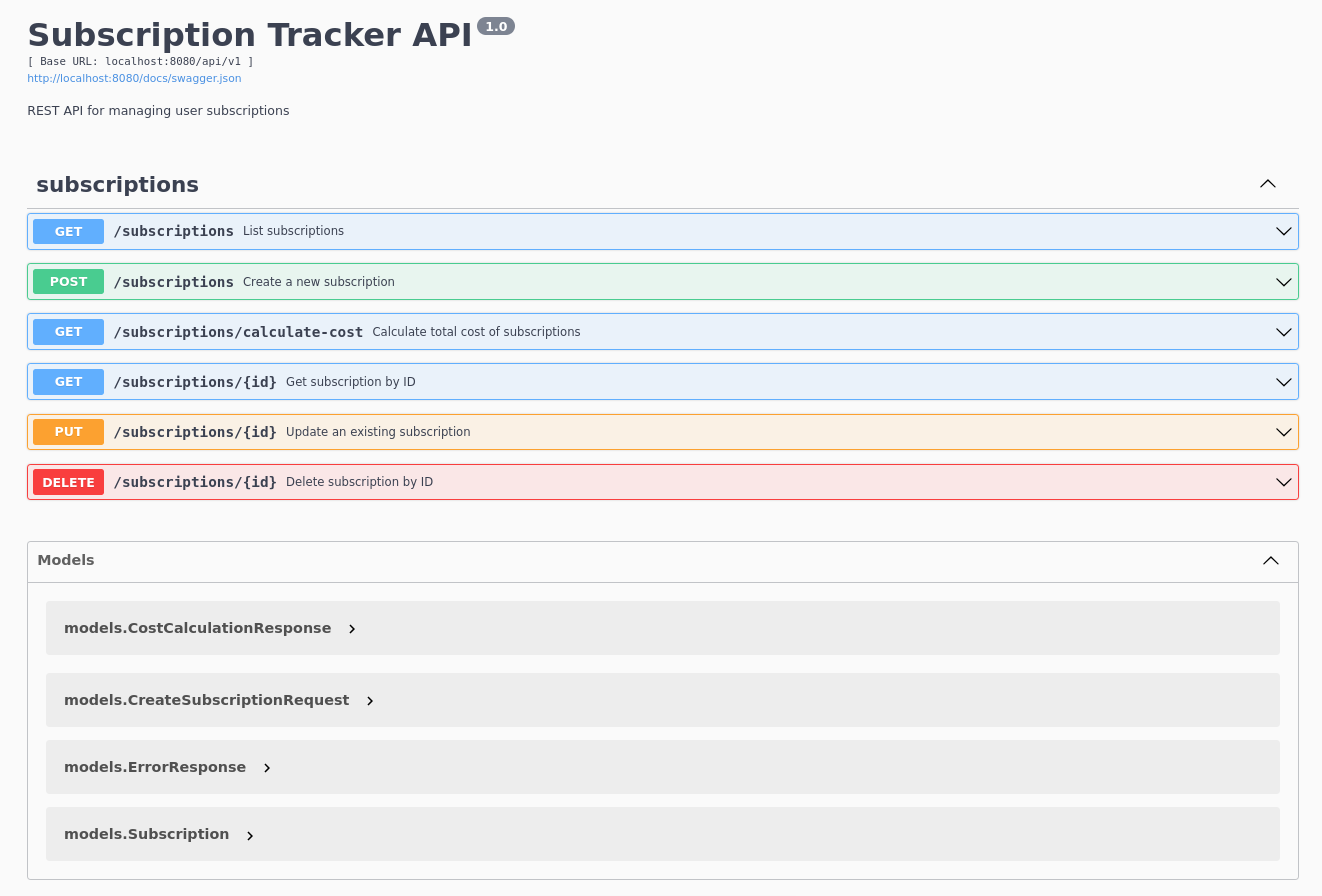 Subscription Tracker API 1.0
[ Base URL: localhost:8080/api/v1 ]
http://localhost:8080/docs/swagger.json
REST API for managing user subscriptions
subscriptions
GET /subscriptions List subscriptions
POST /subscriptions Create a new subscription
GET /subscriptions/calculate-cost Calculate total cost of subscriptions
GET /subscriptions/{id} Get subscription by ID
PUT /subscriptions/{id} Update an existing subscription
DELETE /subscriptions/{id} Delete subscription by ID
Models
models.CostCalculationResponse
models.CreateSubscriptionRequest
models.ErrorResponse
models.Subscription